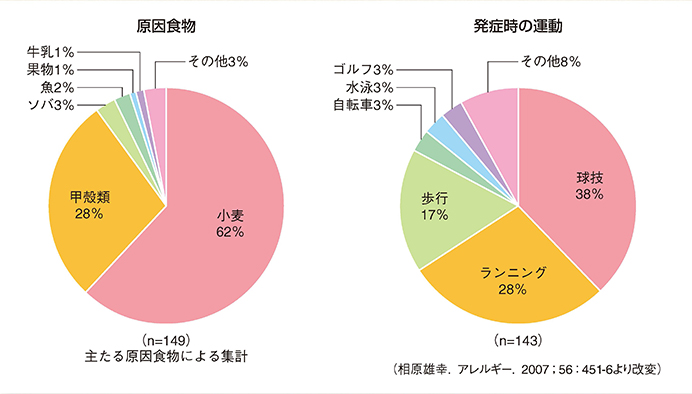 原因食物
牛乳1%
果物1%
魚2%
ソバ3%
その他3%
甲殻類
28%
小麦
62%
(n=149)
主たる原因食物による集計
発症時の運動
ゴルフ3%
水泳3%
自転車3%
その他8%
球技
38%
歩行
17%
ランニング
28%
(n=143)
(相原雄幸. アレルギー. 2007;56:451-6より改変)